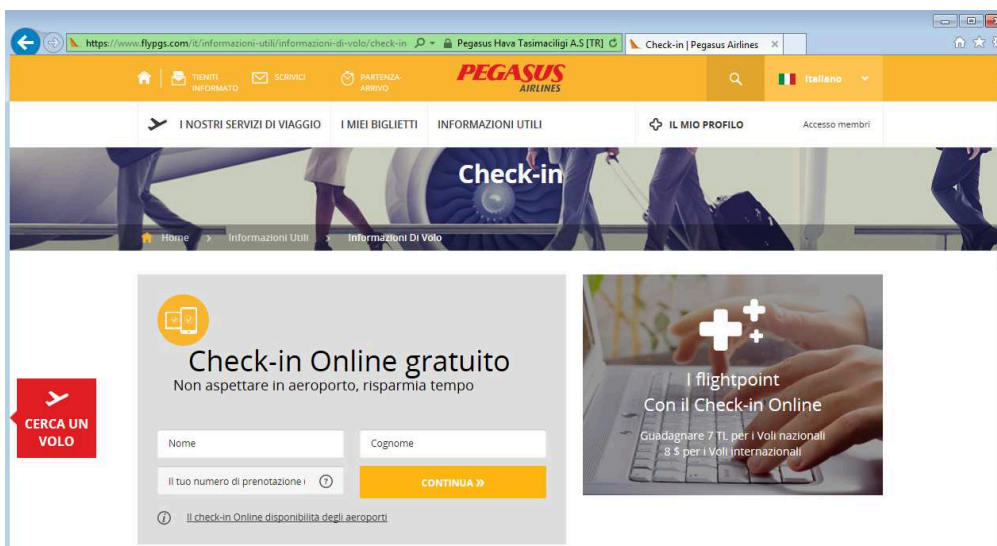 https://www.flypgs.com/it/informazioni-utili/informazioni-di-volo/check-in
Pegasus Hava Tasimaciligi A.S [TR]
Check-in | Pegasus Airlines
TIENITI INFORMATO
SCRIVICI
PARTENZA-ARRIVO
PEGASUS
AIRLINES
Italiano
I NOSTRI SERVIZI DI VIAGGIO
I MIEI BIGLIETTI
INFORMAZIONI UTILI
IL MIO PROFILO
Accesso membri
Check-in
Home > Informazioni Utili > Informazioni Di Volo
Check-in Online gratuito
Non aspettare in aeroporto, risparmia tempo
Nome
Cognome
Il tuo numero di prenotazione
CONTINUA »
Il check-in Online disponibilità degli aeroporti
I flightpoint
Con il Check-in Online
Guadagnare 7 TL per i Voli nazionali
8 $ per i Voli internazionali
CERCA UN
VOLO